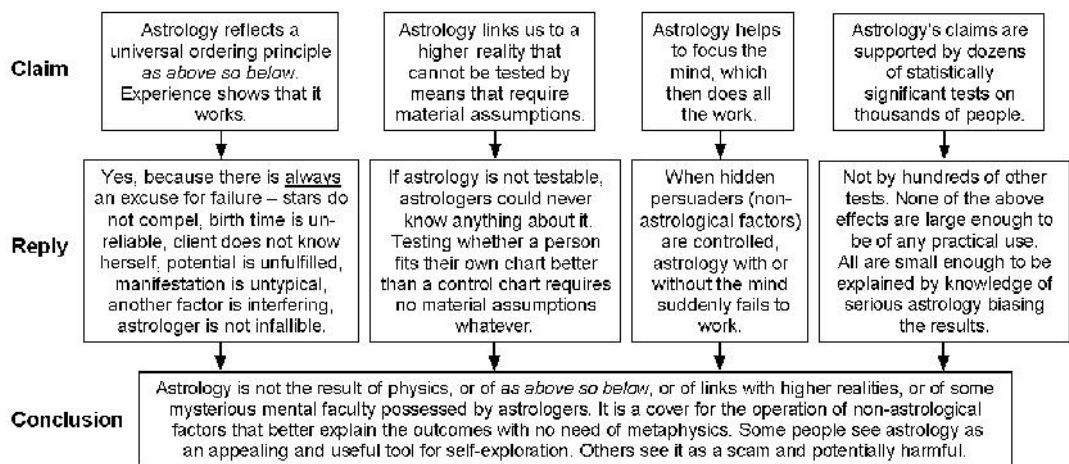 Claim
Astrology reflects
a universal ordering principle
as above so below.
Experience shows that it
works.
Astrology links us to
a higher reality that
cannot be tested by
means that require
material assumptions.
Astrology helps
to focus the
mind, which
then does all
the work.
Astrology's claims are
supported by dozens
of statistically
significant tests on
thousands of people.
Reply
Yes, because there is always
an excuse for failure – stars do
not compel, birth time is un-
reliable, client does not know
herself, potential is unfulfilled,
manifestation is untypical,
another factor is interfering,
astrologer is not infallible.
If astrology is not testable,
astrologers could never
know anything about it.
Testing whether a person
fits their own chart better
than a control chart requires
no material assumptions
whatever.
When hidden
persuaders (non-
astrological factors)
are controlled,
astrology with or
without the mind
suddenly fails to
work.
Not by hundreds of other
tests. None of the above
effects are large enough to
be of any practical use.
All are small enough to be
explained by knowledge of
serious astrology biasing
the results.
Conclusion
Astrology is not the result of physics, or of as above so below, or of links with higher realities, or of some
mysterious mental faculty possessed by astrologers. It is a cover for the operation of non-astrological
factors that better explain the outcomes with no need of metaphysics. Some people see astrology as
an appealing and useful tool for self-exploration. Others see it as a scam and potentially harmful.